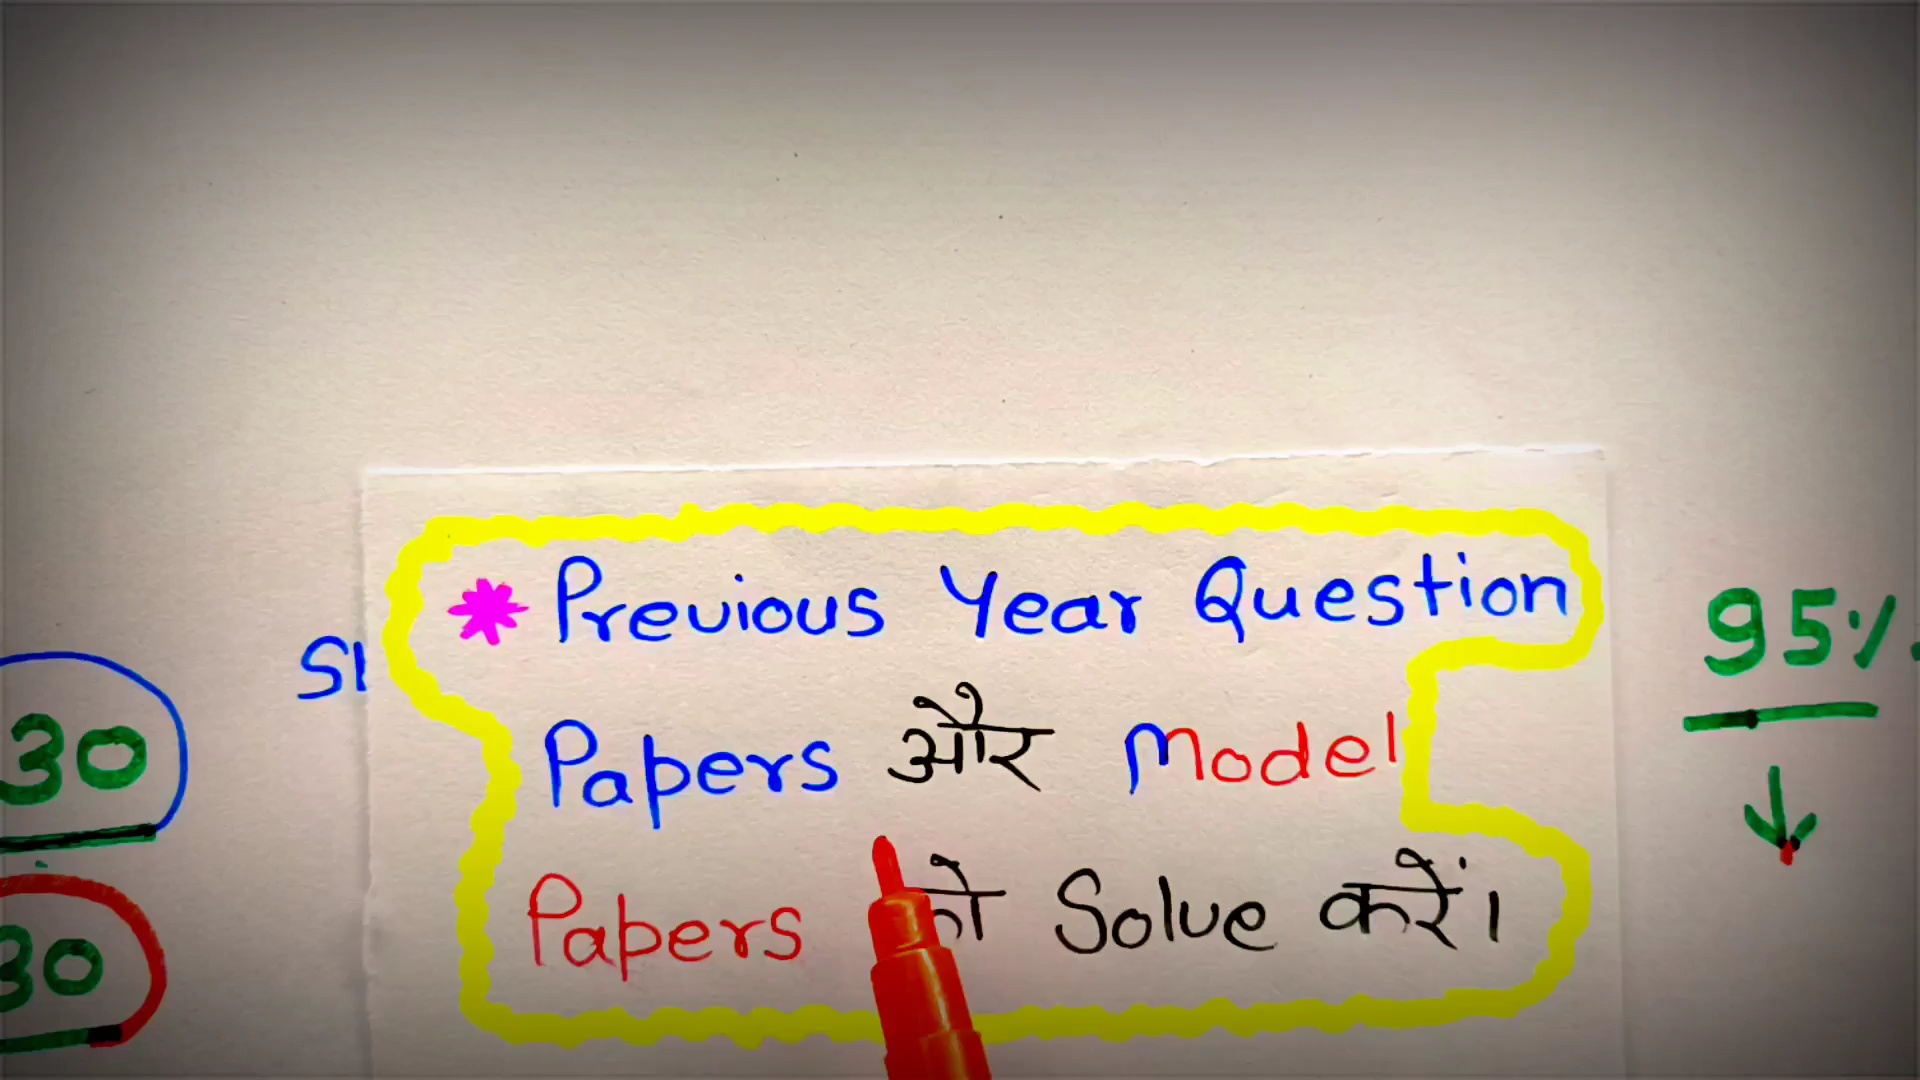 * Previous Year Question
Papers और Model
Papers को Solve करें।
95%
30
30